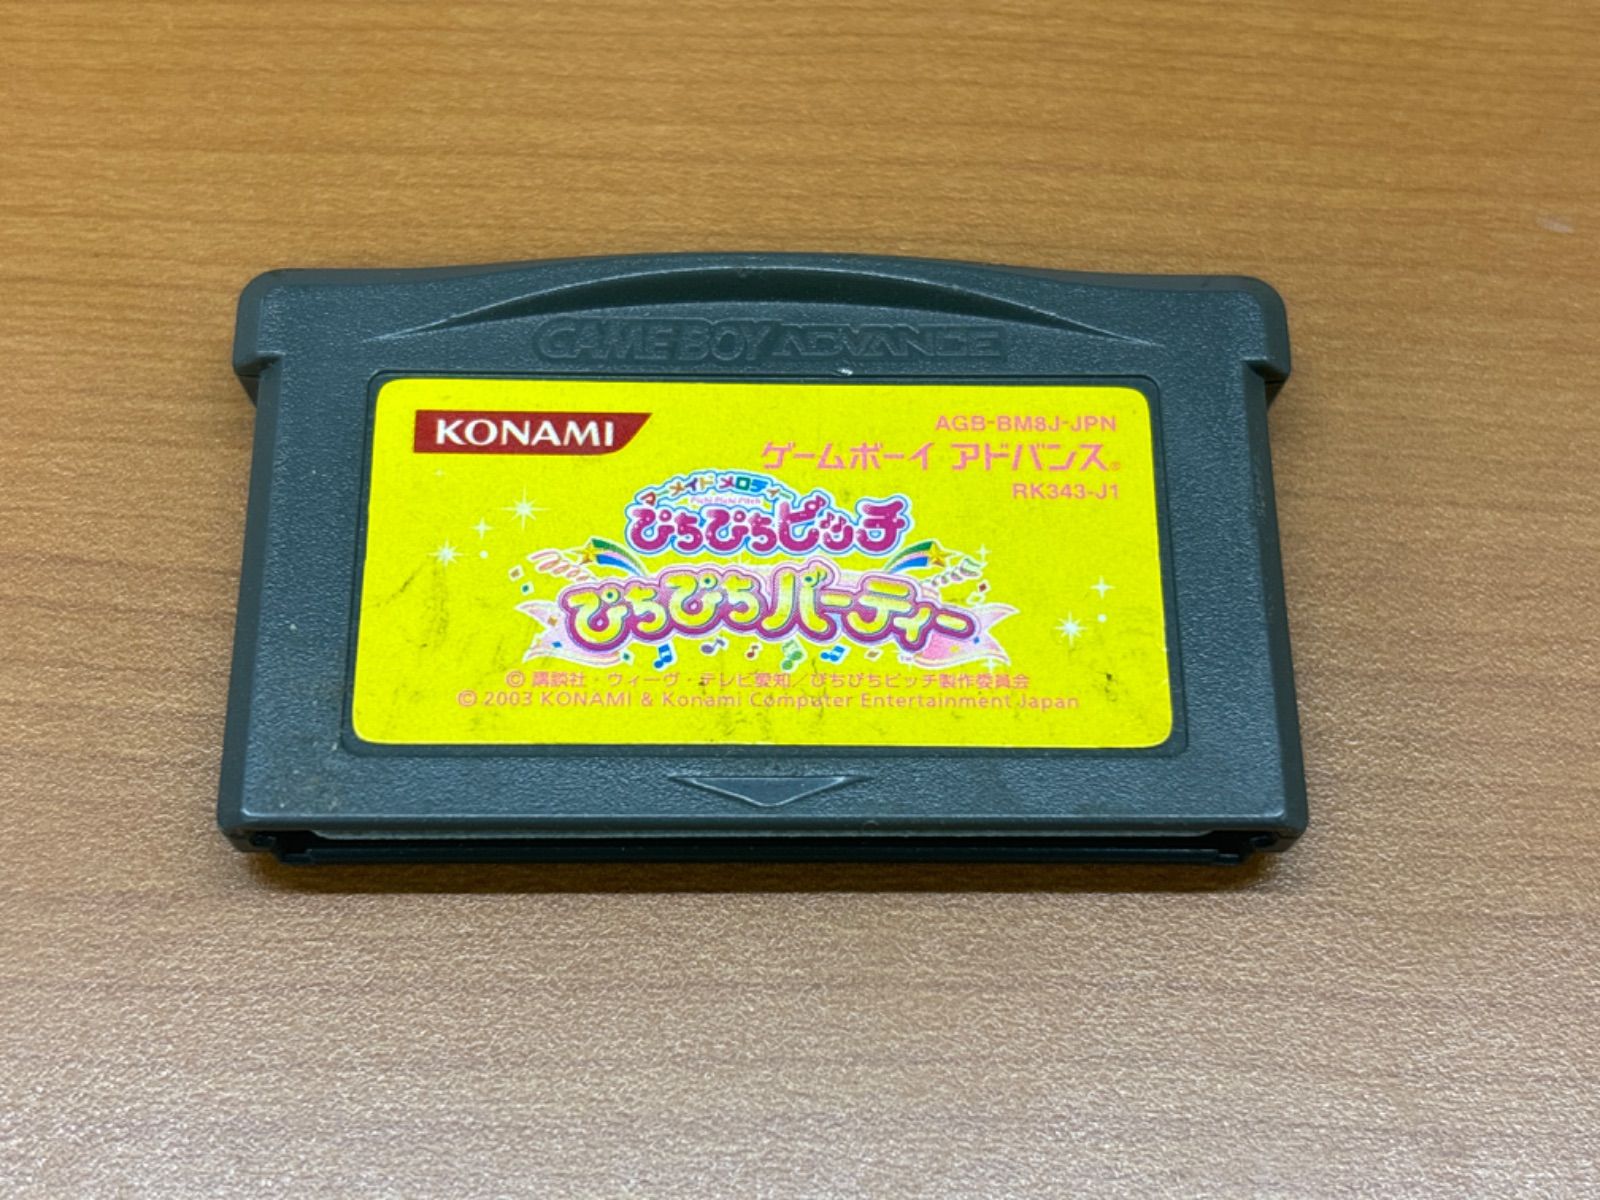 GAME BOY ADVANCE
KONAMI
AGB-BM8J-JPN
ゲームボーイ アドバンス®
RK343-J1
マーメイド メロディー
Pichi Pichi Pitch
ぴちぴちピッチ
ぴちぴちパーティー
TM
© 講談社・ウィーヴ・テレビ愛知／ぴちぴちピッチ製作委員会
© 2003 KONAMI & Konami Computer Entertainment Japan